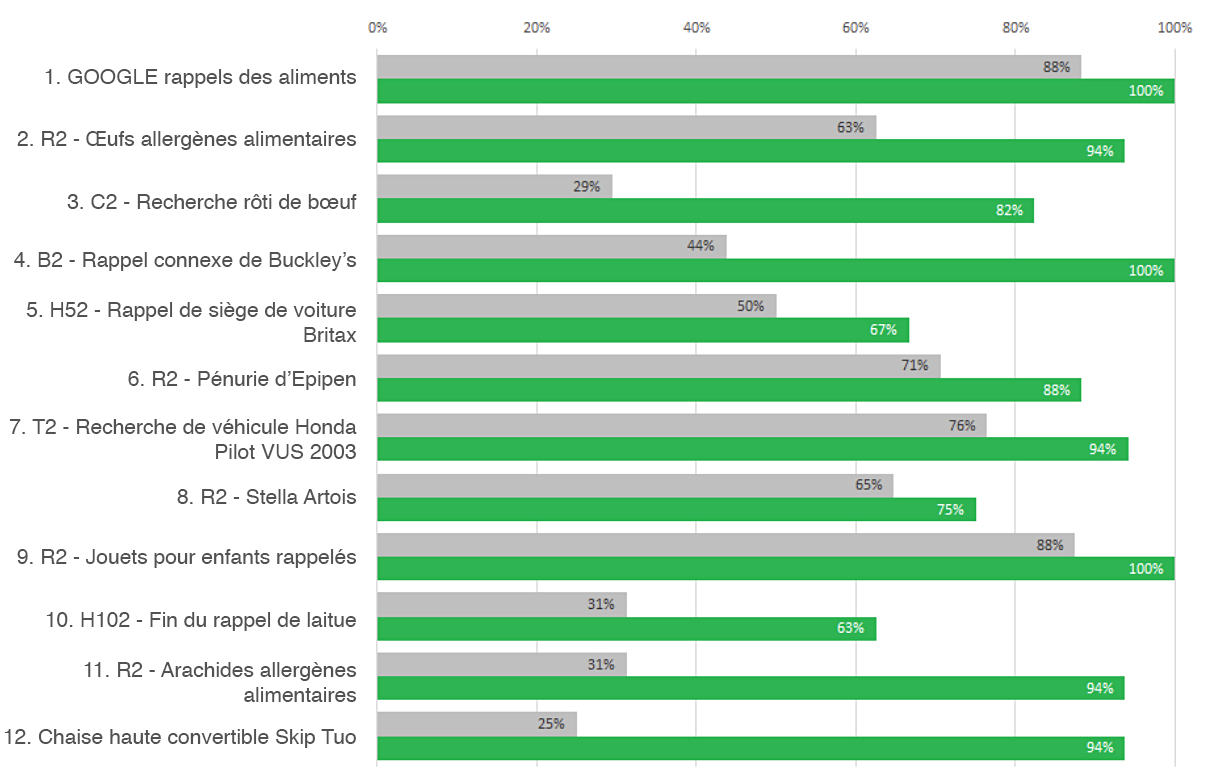 0% 20% 40% 60% 80% 100%
1. GOOGLE rappels des aliments
88%
100%
2. R2 - Œufs allergènes alimentaires
63%
94%
3. C2 - Recherche rôti de bœuf
29%
82%
4. B2 - Rappel connexe de Buckley’s
44%
100%
5. H52 - Rappel de siège de voiture
Britax
50%
67%
6. R2 - Pénurie d’Epipen
71%
88%
7. T2 - Recherche de véhicule Honda
Pilot VUS 2003
76%
94%
8. R2 - Stella Artois
65%
75%
9. R2 - Jouets pour enfants rappelés
88%
100%
10. H102 - Fin du rappel de laitue
31%
63%
11. R2 - Arachides allergènes
alimentaires
31%
94%
12. Chaise haute convertible Skip Tuo
25%
94%